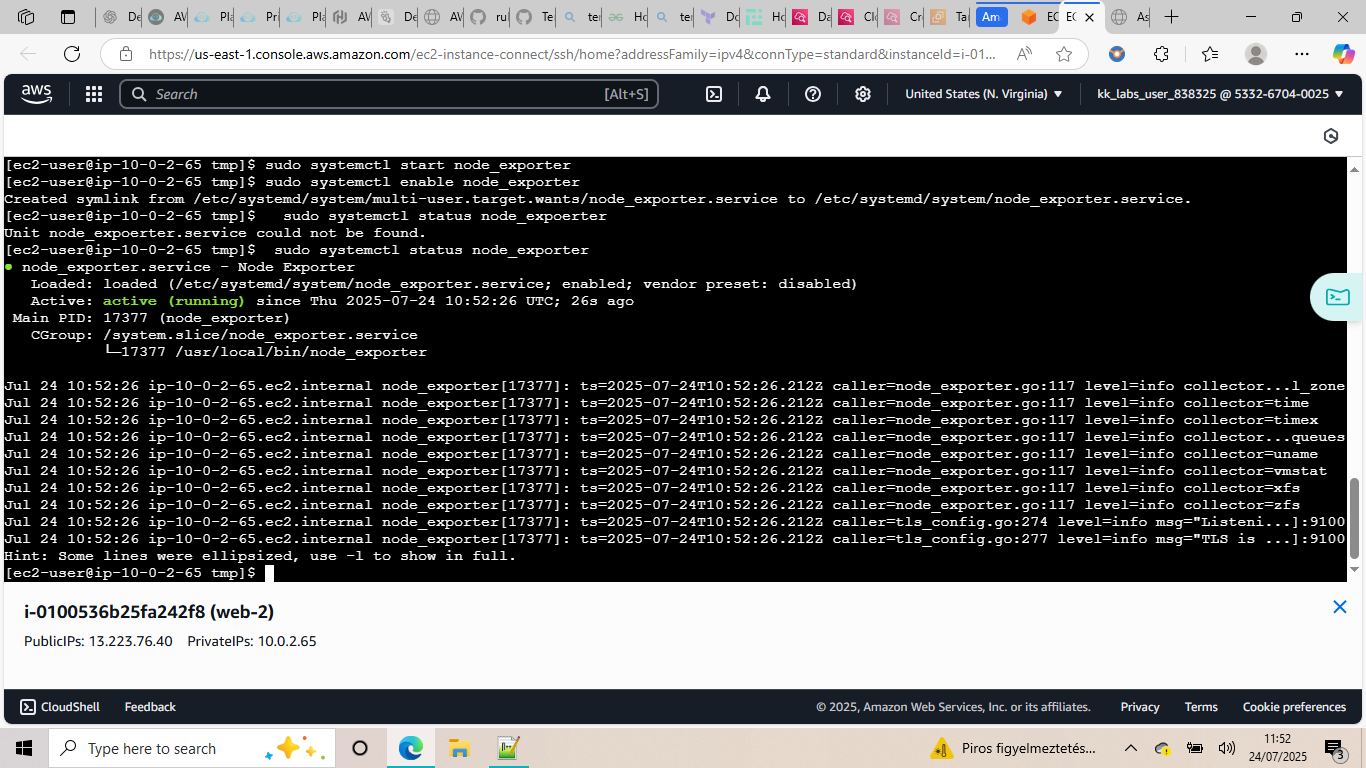 De
AV
Pla
Pri
Pla
AV
De
AV
rul
Te
ter
Ho
ter
Do
Ho
Da
Clo
Cre
Tai
Am
EC
EC
As
https://us-east-1.console.aws.amazon.com/ec2-instance-connect/ssh/home?addressFamily=ipv4&connType=standard&instanceId=i-01...
aws
Search
[Alt+S]
United States (N. Virginia)
kk_labs_user_838325 @ 5332-6704-0025
[ec2-user@ip-10-0-2-65 tmp]$ sudo systemctl start node_exporter
[ec2-user@ip-10-0-2-65 tmp]$ sudo systemctl enable node_exporter
Created symlink from /etc/systemd/system/multi-user.target.wants/node_exporter.service to /etc/systemd/system/node_exporter.service.
[ec2-user@ip-10-0-2-65 tmp]$   sudo systemctl status node_expoerter
Unit node_expoerter.service could not be found.
[ec2-user@ip-10-0-2-65 tmp]$  sudo systemctl status node_exporter
● node_exporter.service - Node Exporter
Loaded: loaded (/etc/systemd/system/node_exporter.service; enabled; vendor preset: disabled)
Active: active (running) since Thu 2025-07-24 10:52:26 UTC; 26s ago
Main PID: 17377 (node_exporter)
CGroup: /system.slice/node_exporter.service
└─17377 /usr/local/bin/node_exporter
Jul 24 10:52:26 ip-10-0-2-65.ec2.internal node_exporter[17377]: ts=2025-07-24T10:52:26.212Z caller=node_exporter.go:117 level=info collector...l_zone
Jul 24 10:52:26 ip-10-0-2-65.ec2.internal node_exporter[17377]: ts=2025-07-24T10:52:26.212Z caller=node_exporter.go:117 level=info collector=time
Jul 24 10:52:26 ip-10-0-2-65.ec2.internal node_exporter[17377]: ts=2025-07-24T10:52:26.212Z caller=node_exporter.go:117 level=info collector=timex
Jul 24 10:52:26 ip-10-0-2-65.ec2.internal node_exporter[17377]: ts=2025-07-24T10:52:26.212Z caller=node_exporter.go:117 level=info collector...queues
Jul 24 10:52:26 ip-10-0-2-65.ec2.internal node_exporter[17377]: ts=2025-07-24T10:52:26.212Z caller=node_exporter.go:117 level=info collector=uname
Jul 24 10:52:26 ip-10-0-2-65.ec2.internal node_exporter[17377]: ts=2025-07-24T10:52:26.212Z caller=node_exporter.go:117 level=info collector=vmstat
Jul 24 10:52:26 ip-10-0-2-65.ec2.internal node_exporter[17377]: ts=2025-07-24T10:52:26.212Z caller=node_exporter.go:117 level=info collector=xfs
Jul 24 10:52:26 ip-10-0-2-65.ec2.internal node_exporter[17377]: ts=2025-07-24T10:52:26.212Z caller=node_exporter.go:117 level=info collector=zfs
Jul 24 10:52:26 ip-10-0-2-65.ec2.internal node_exporter[17377]: ts=2025-07-24T10:52:26.212Z caller=tls_config.go:274 level=info msg="Listeni...]:9100
Jul 24 10:52:26 ip-10-0-2-65.ec2.internal node_exporter[17377]: ts=2025-07-24T10:52:26.212Z caller=tls_config.go:277 level=info msg="TLS is ...]:9100
Hint: Some lines were ellipsized, use -l to show in full.
[ec2-user@ip-10-0-2-65 tmp]$
i-0100536b25fa242f8 (web-2)
PublicIPs: 13.223.76.40 PrivateIPs: 10.0.2.65
CloudShell
Feedback
© 2025, Amazon Web Services, Inc. or its affiliates.
Privacy
Terms
Cookie preferences
Type here to search
Piros figyelmeztetés...
11:52
24/07/2025
3